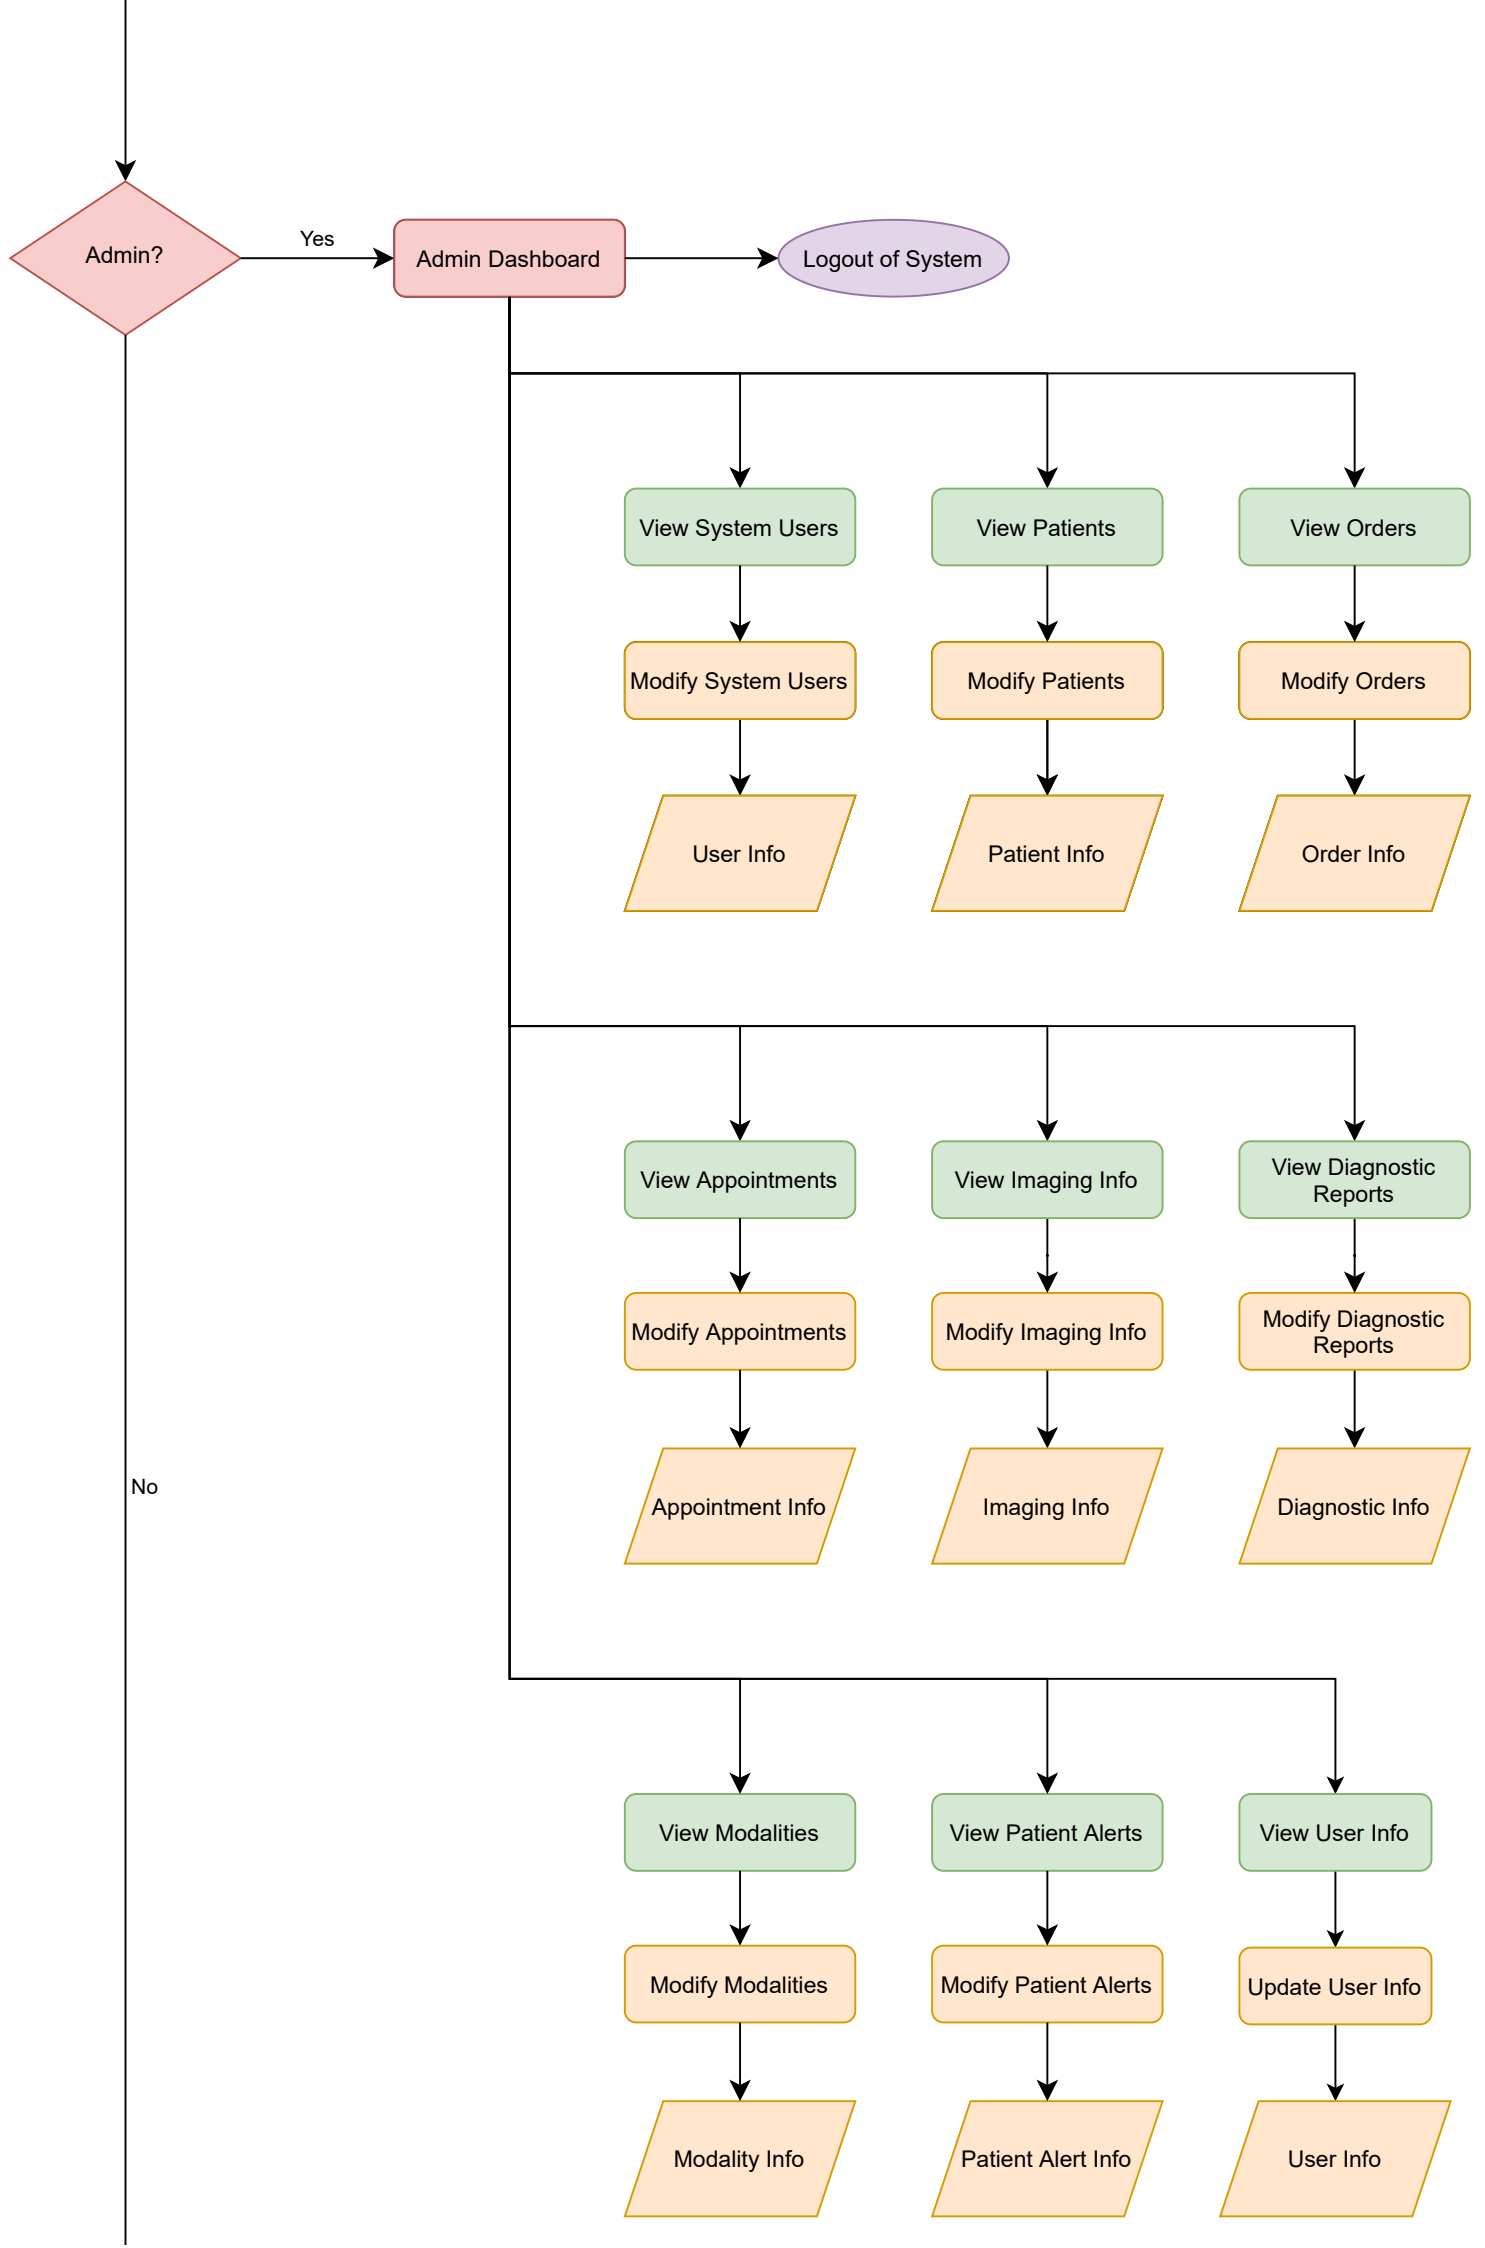 Admin?
Yes
Admin Dashboard
Logout of System
View System Users
View Patients
View Orders
Modify System Users
Modify Patients
Modify Orders
User Info
Patient Info
Order Info
View Appointments
View Imaging Info
View Diagnostic
Reports
Modify Appointments
Modify Imaging Info
Modify Diagnostic
Reports
No
Appointment Info
Imaging Info
Diagnostic Info
View Modalities
View Patient Alerts
View User Info
Modify Modalities
Modify Patient Alerts
Update User Info
Modality Info
Patient Alert Info
User Info